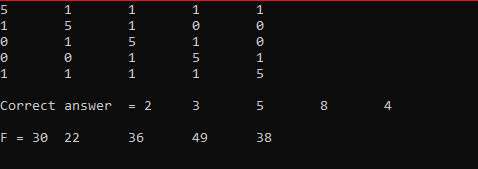 5 1 1 1 1
1 5 1 0 0
0 1 5 1 0
0 0 1 5 1
1 1 1 1 5
Correct answer = 2 3 5 8 4
F = 30 22 36 49 38